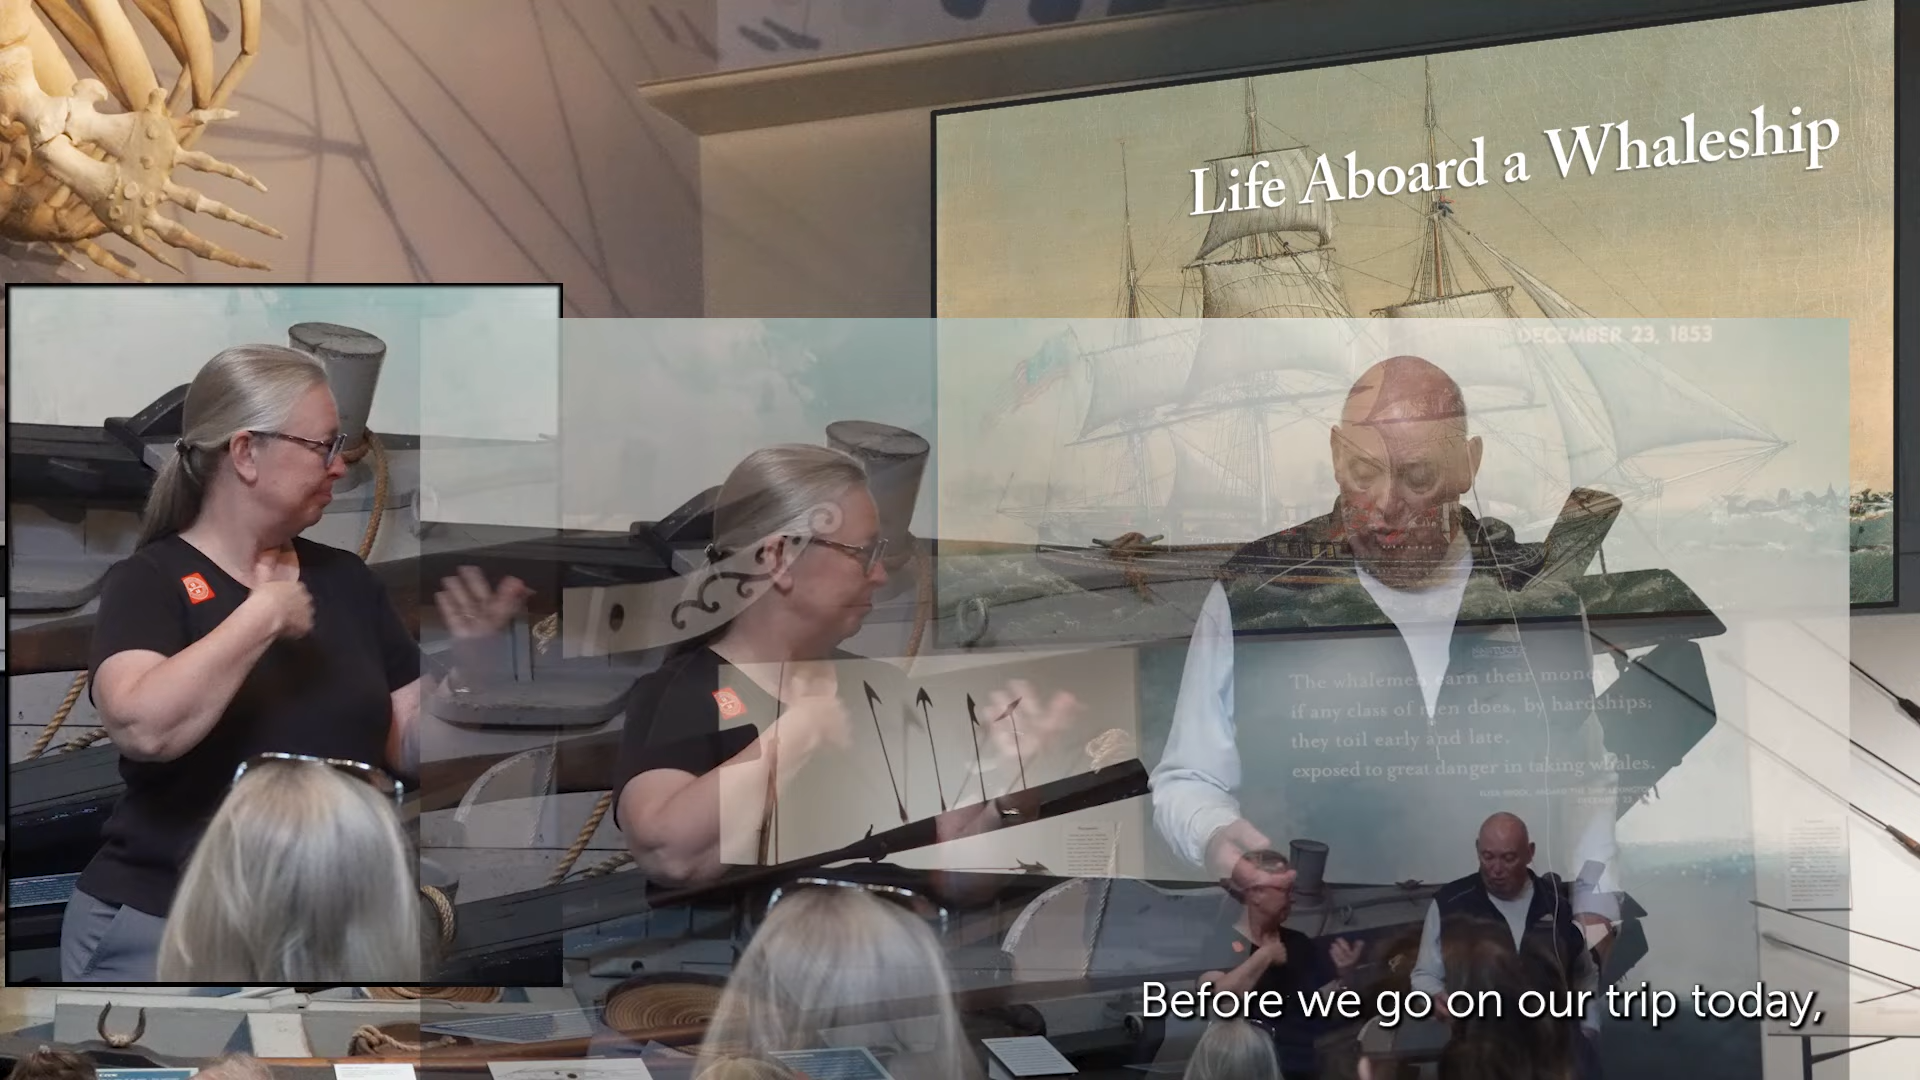 Life Aboard a Whaleship
DECEMBER 23, 1853
The whalemen earn their money,
if any class of men does, by hardships;
they toil early and late,
exposed to great danger in taking whales.
Before we go on our trip today,